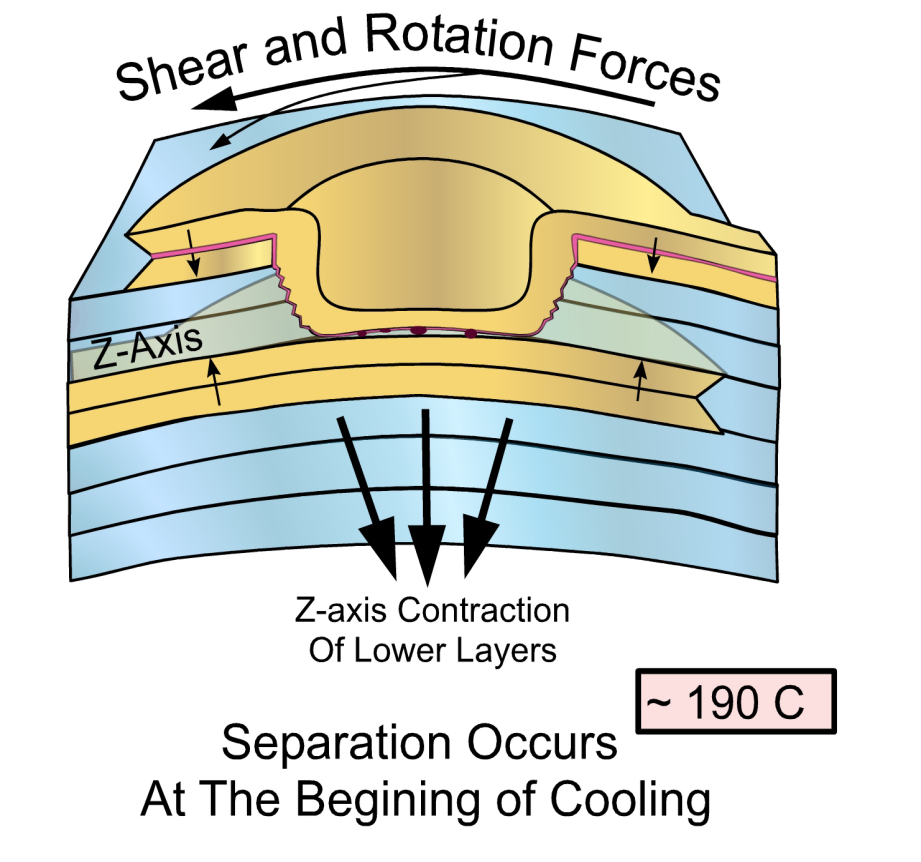 Shear and Rotation Forces
Z-Axis
Z-axis Contraction
Of Lower Layers
~ 190 C
Separation Occurs
At The Begining of Cooling